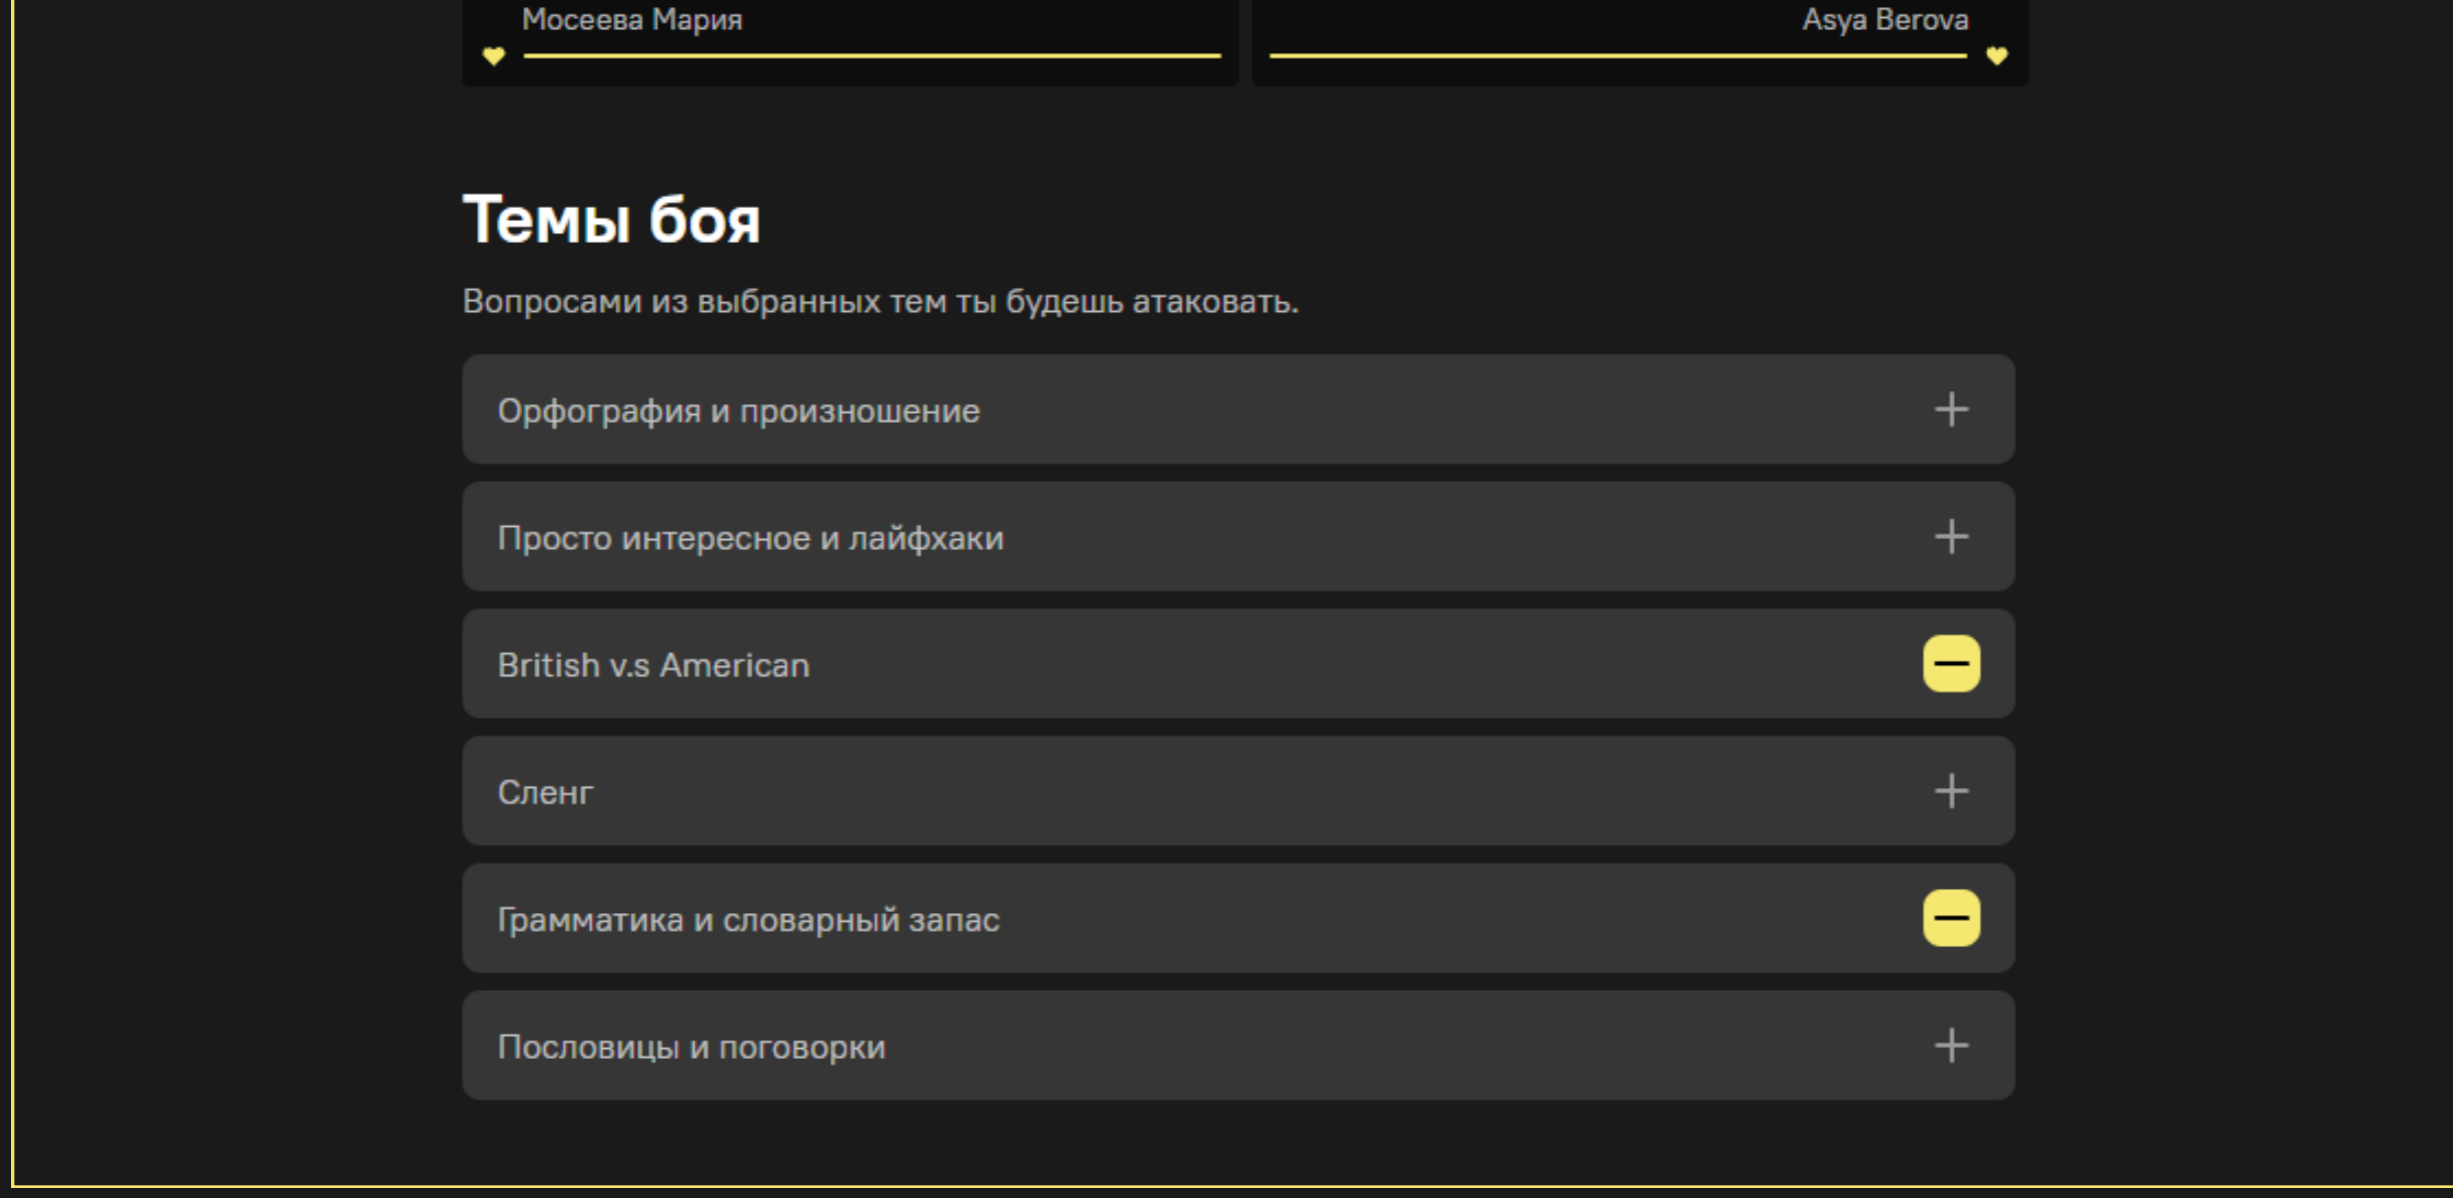 Мосеева Мария
Asya Berova
Темы боя
Вопросами из выбранных тем ты будешь атаковать.
Орфография и произношение
Просто интересное и лайфхаки
British v.s American
Сленг
Грамматика и словарный запас
Пословицы и поговорки